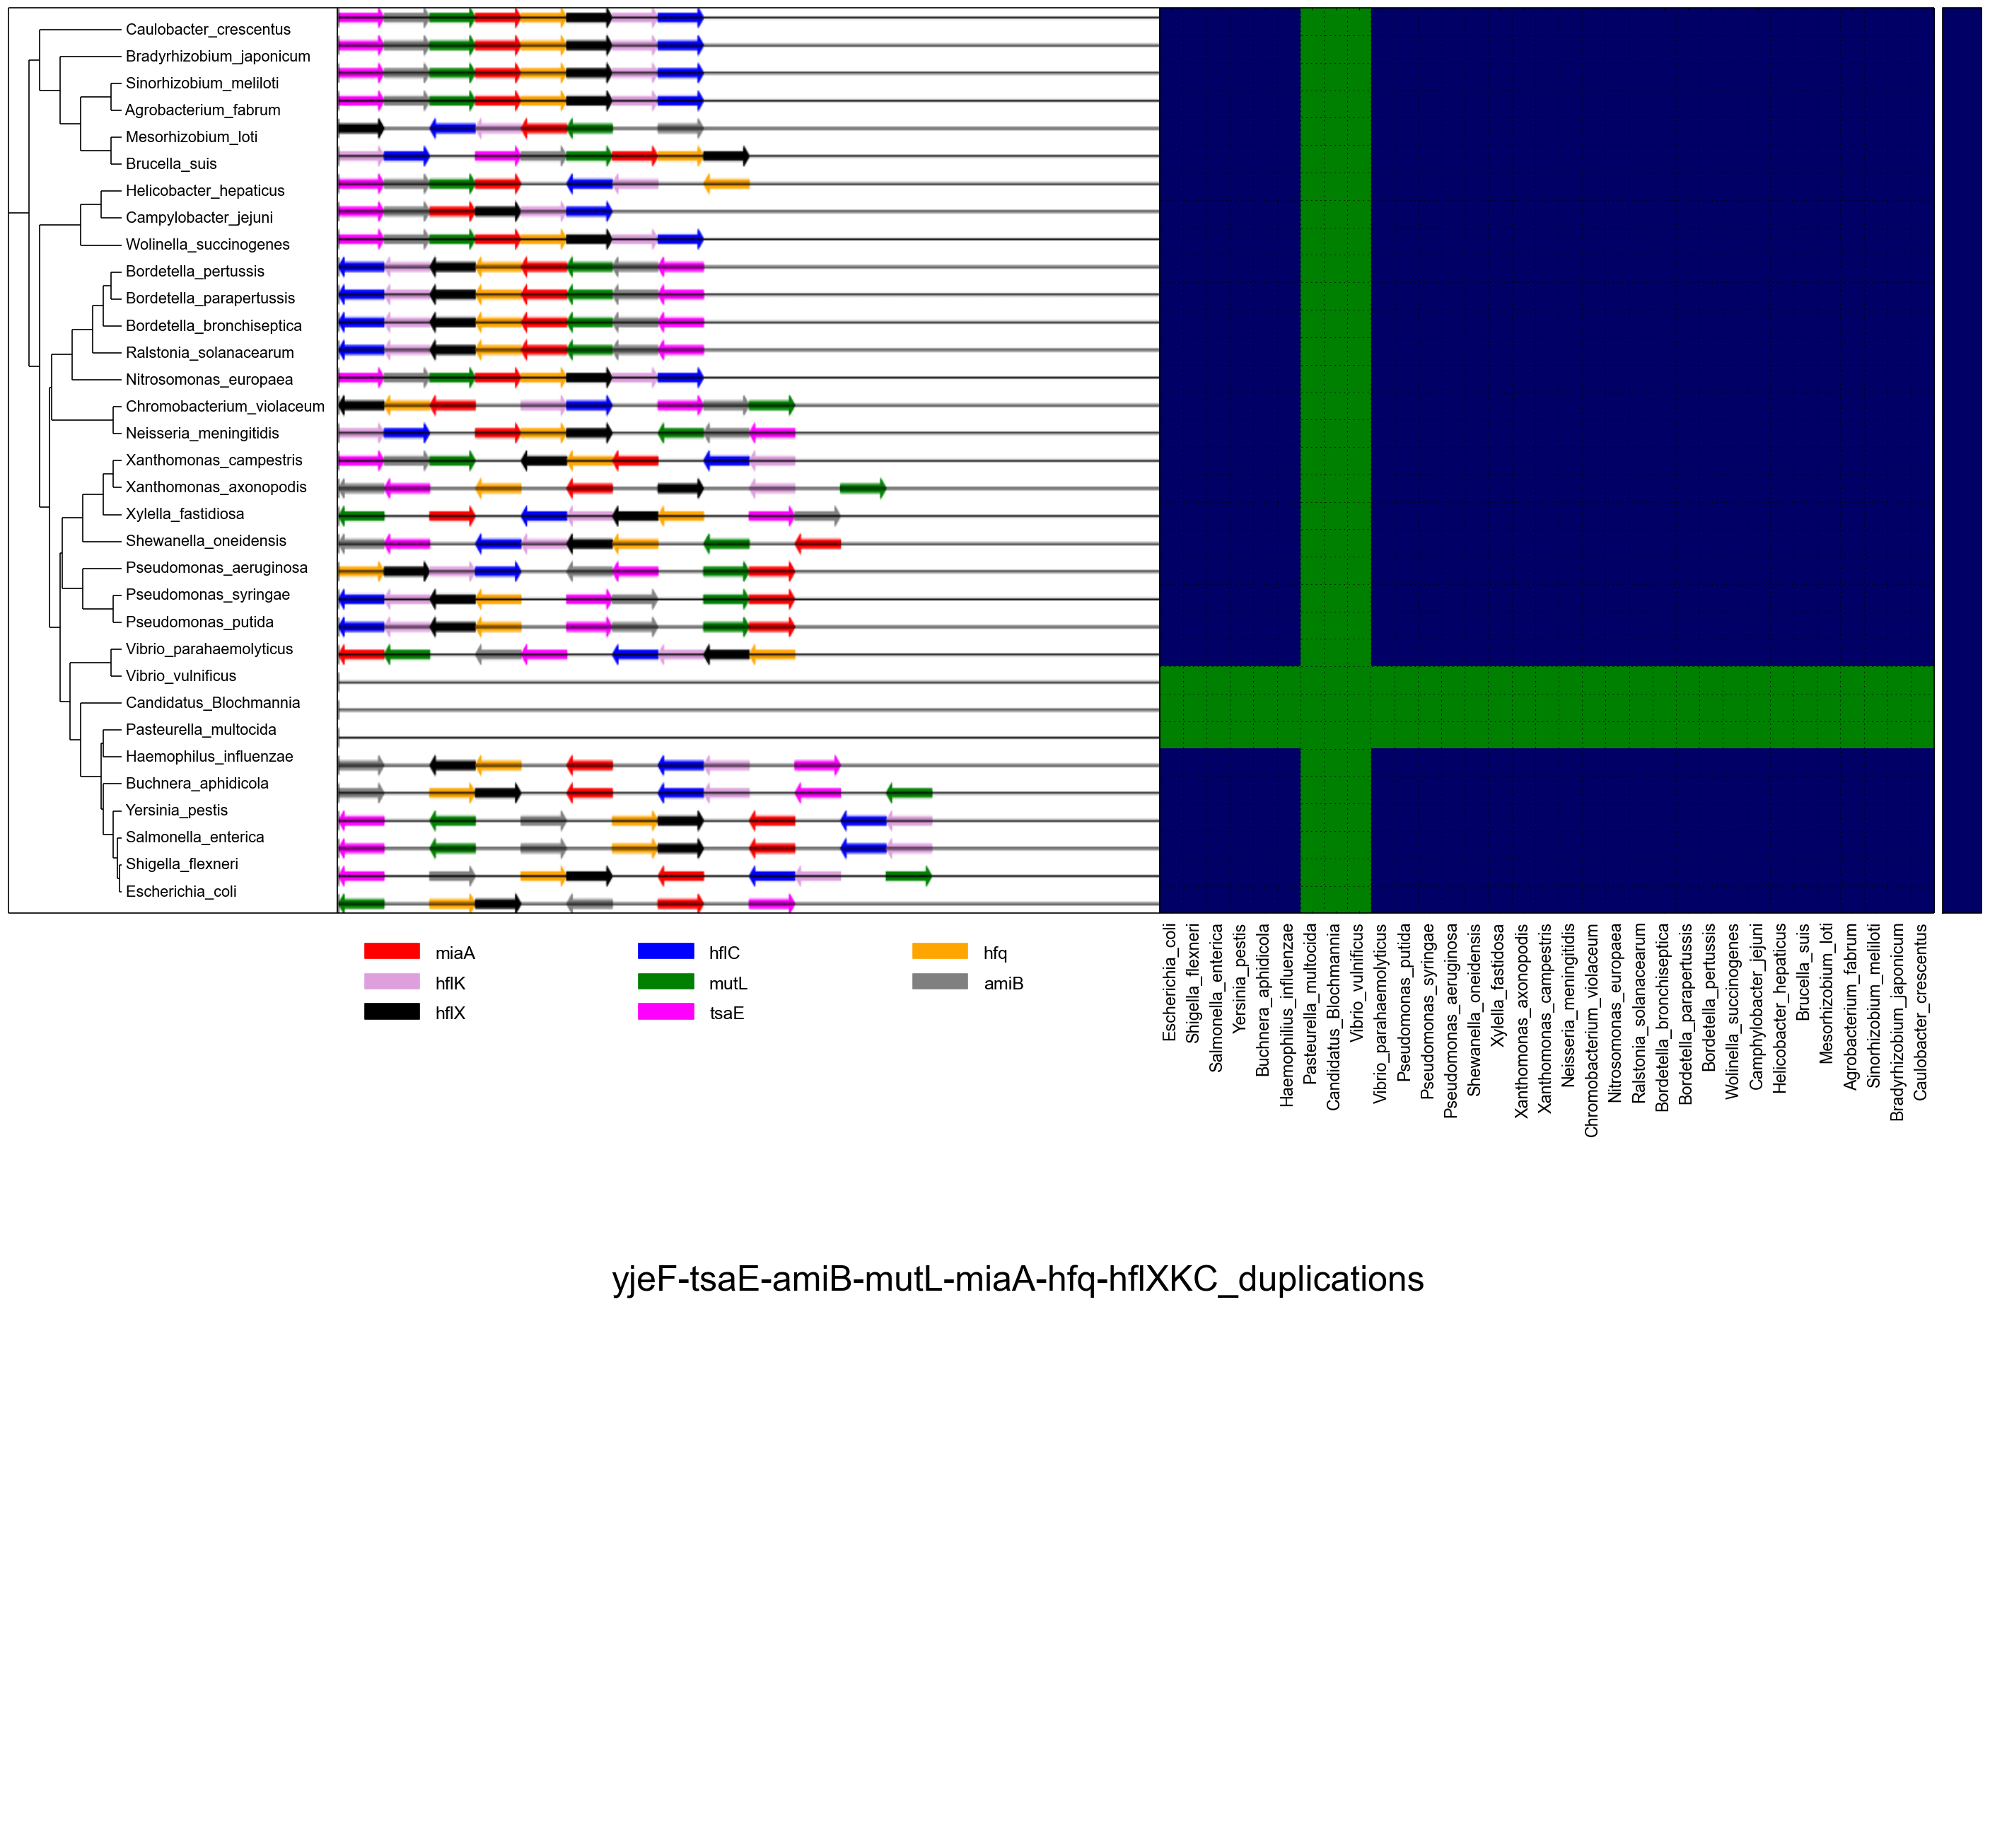 Caulobacter_crescentus
Bradyrhizobium_japonicum
Sinorhizobium_meliloti
Agrobacterium_fabrum
Mesorhizobium_loti
Brucella_suis
Helicobacter_hepaticus
Campylobacter_jejuni
Wolinella_succinogenes
Bordetella_pertussis
Bordetella_parapertussis
Bordetella_bronchiseptica
Ralstonia_solanacearum
Nitrosomonas_europaea
Chromobacterium_violaceum
Neisseria_meningitidis
Xanthomonas_campestris
Xanthomonas_axonopodis
Xylella_fastidiosa
Shewanella_oneidensis
Pseudomonas_aeruginosa
Pseudomonas_syringae
Pseudomonas_putida
Vibrio_parahaemolyticus
Vibrio_vulnificus
Candidatus_Blochmannia
Pasteurella_multocida
Haemophilus_influenzae
Buchnera_aphidicola
Yersinia_pestis
Salmonella_enterica
Shigella_flexneri
Escherichia_coli
miaA
hflK
hflX
hflC
mutL
tsaE
hfq
amiB
Escherichia_coli
Shigella_flexneri
Salmonella_enterica
Yersinia_pestis
Buchnera_aphidicola
Haemophilus_influenzae
Pasteurella_multocida
Candidatus_Blochmannia
Vibrio_vulnificus
Vibrio_parahaemolyticus
Pseudomonas_putida
Pseudomonas_syringae
Pseudomonas_aeruginosa
Shewanella_oneidensis
Xylella_fastidiosa
Xanthomonas_axonopodis
Xanthomonas_campestris
Neisseria_meningitidis
Chromobacterium_violaceum
Nitrosomonas_europaea
Ralstonia_solanacearum
Bordetella_bronchiseptica
Bordetella_parapertussis
Bordetella_pertussis
Wolinella_succinogenes
Camphylobacter_jejuni
Helicobacter_hepaticus
Brucella_suis
Mesorhizobium_loti
Agrobacterium_fabrum
Sinorhizobium_meliloti
Bradyrhizobium_japonicum
Caulobacter_crescentus
yjeF-tsaE-amiB-mutL-miaA-hfq-hflXKC_duplications